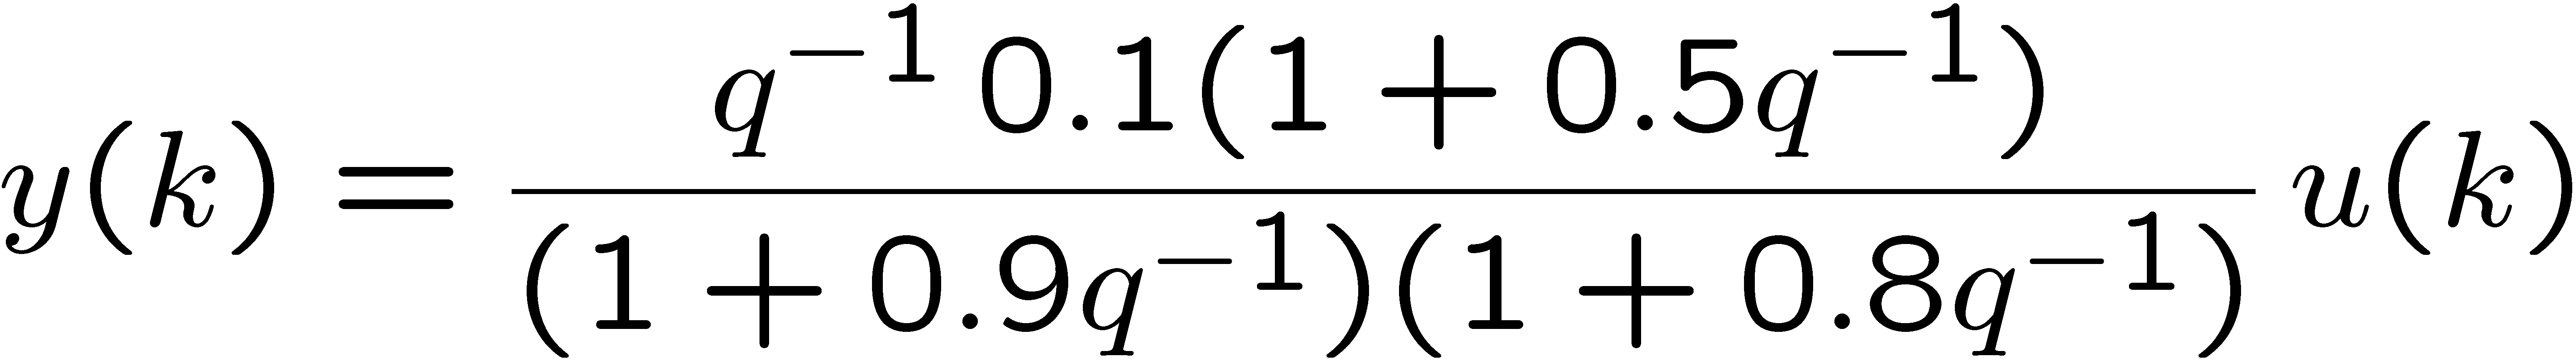 y(k) = \frac{q^{-1} 0.1(1 + 0.5q^{-1})}{(1 + 0.9q^{-1})(1 + 0.8q^{-1})} u(k)